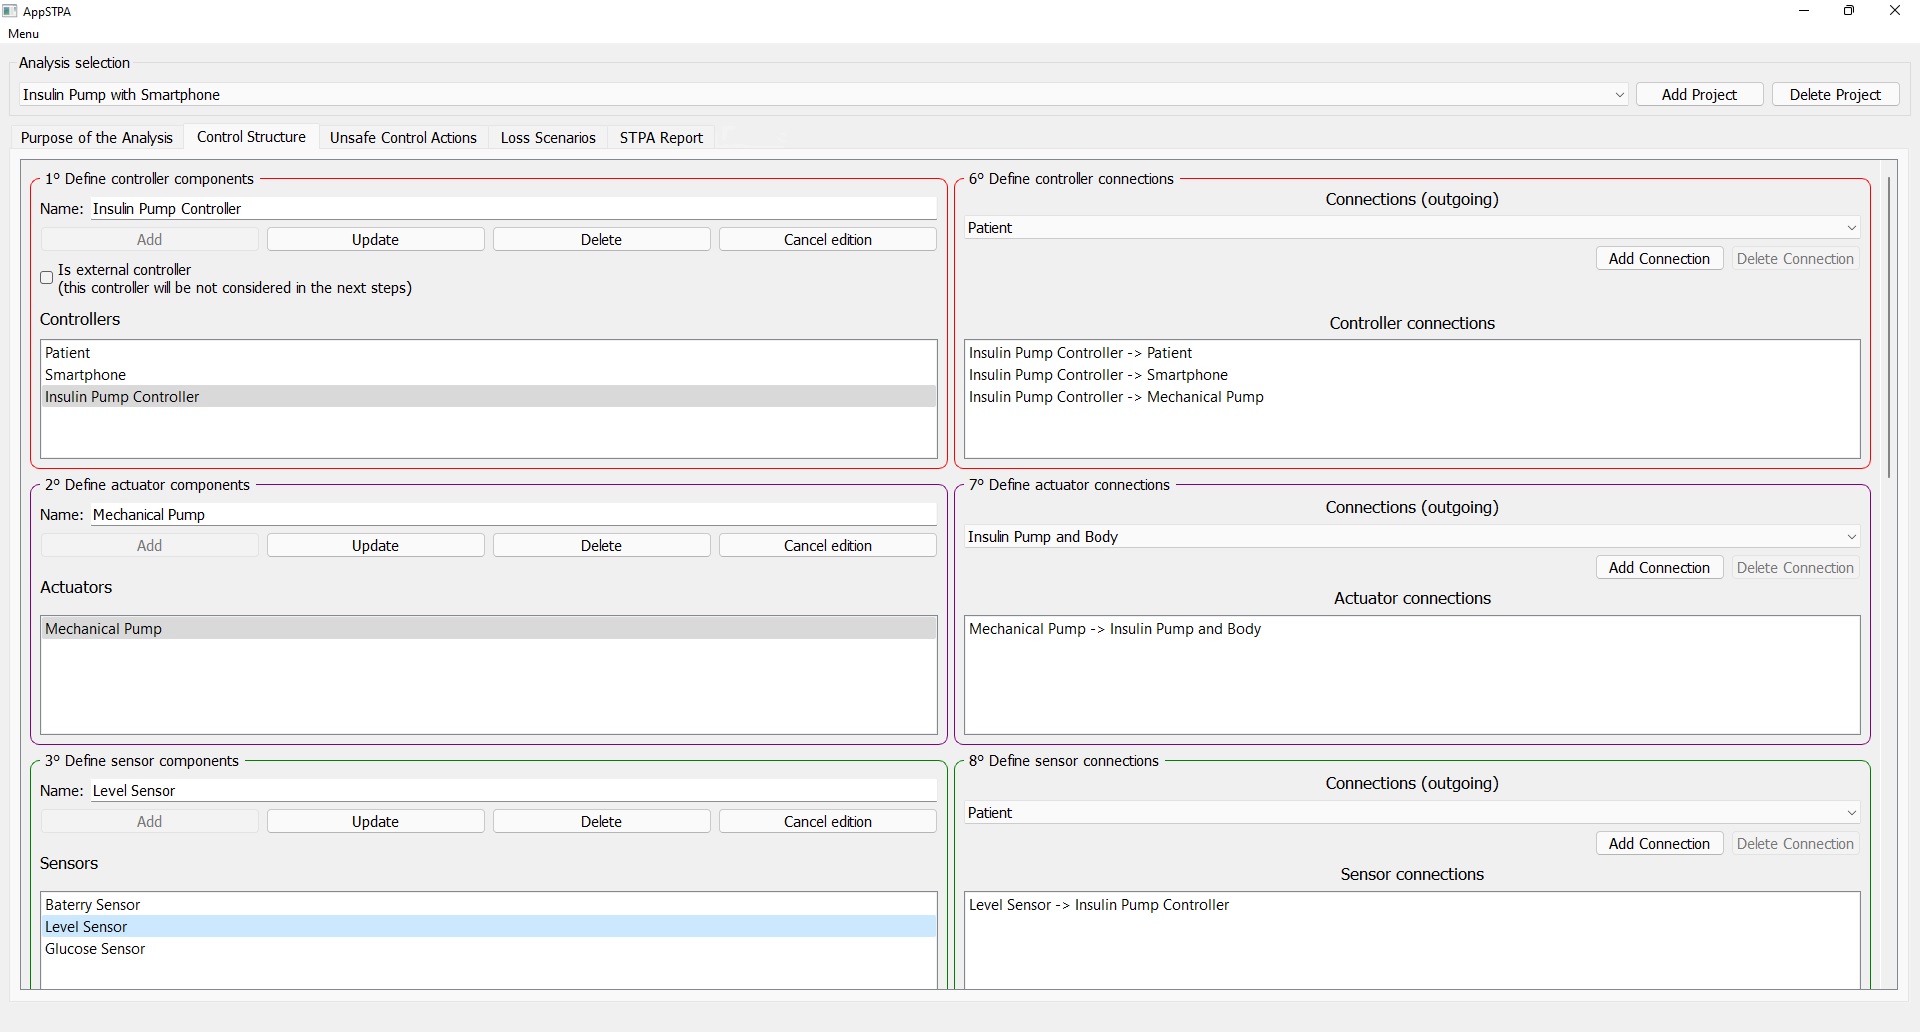 AppSTPA
Menu
Analysis selection
Insulin Pump with Smartphone
Add Project
Delete Project
Purpose of the Analysis
Control Structure
Unsafe Control Actions
Loss Scenarios
STPA Report
1º Define controller components
Name: Insulin Pump Controller
Add
Update
Delete
Cancel edition
Is external controller
(this controller will be not considered in the next steps)
Controllers
Patient
Smartphone
Insulin Pump Controller
6º Define controller connections
Connections (outgoing)
Patient
Add Connection
Delete Connection
Controller connections
Insulin Pump Controller -> Patient
Insulin Pump Controller -> Smartphone
Insulin Pump Controller -> Mechanical Pump
2º Define actuator components
Name: Mechanical Pump
Add
Update
Delete
Cancel edition
Actuators
Mechanical Pump
7º Define actuator connections
Connections (outgoing)
Insulin Pump and Body
Add Connection
Delete Connection
Actuator connections
Mechanical Pump -> Insulin Pump and Body
3º Define sensor components
Name: Level Sensor
Add
Update
Delete
Cancel edition
Sensors
Baterry Sensor
Level Sensor
Glucose Sensor
8º Define sensor connections
Connections (outgoing)
Patient
Add Connection
Delete Connection
Sensor connections
Level Sensor -> Insulin Pump Controller